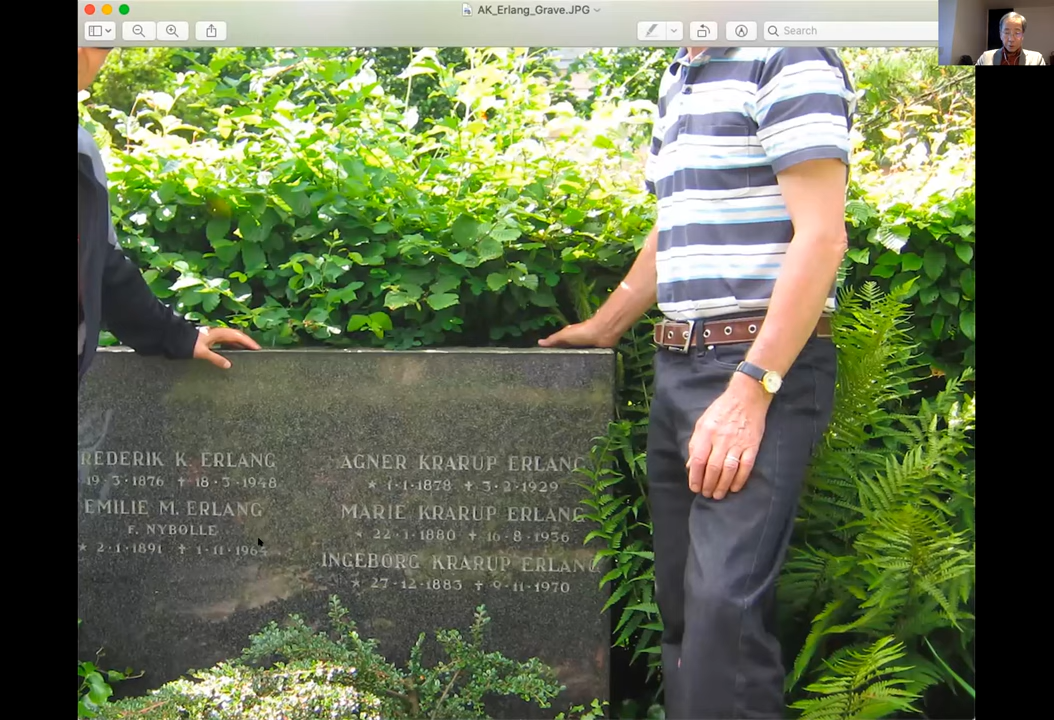 AK_Erlang_Grave.JPG
Search
REDERIK K. ERLANG
19·3·1876 ✝ 18·3·1948
EMILIE M. ERLANG
F. NYBOLLE
★ 2·1·1891 ✝ 1·11·1965
AGNER KRARUP ERLANG
★ 1·1·1878 ✝ 3·2·1929
MARIE KRARUP ERLANG
★ 22·1·1880 ✝ 16·8·1936
INGEBORG KRARUP ERLANG
★ 27·12·1883 ✝ 9·11·1970